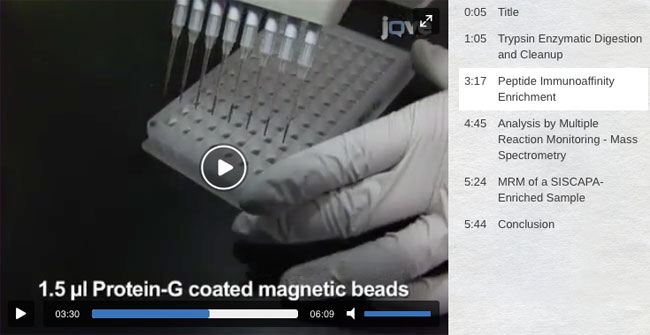 jove
0:05 Title
1:05 Trypsin Enzymatic Digestion
and Cleanup
3:17 Peptide Immunoaffinity
Enrichment
4:45 Analysis by Multiple
Reaction Monitoring - Mass
Spectrometry
5:24 MRM of a SISCAPA-
Enriched Sample
5:44 Conclusion
1.5 µl Protein-G coated magnetic beads
03:30 06:09